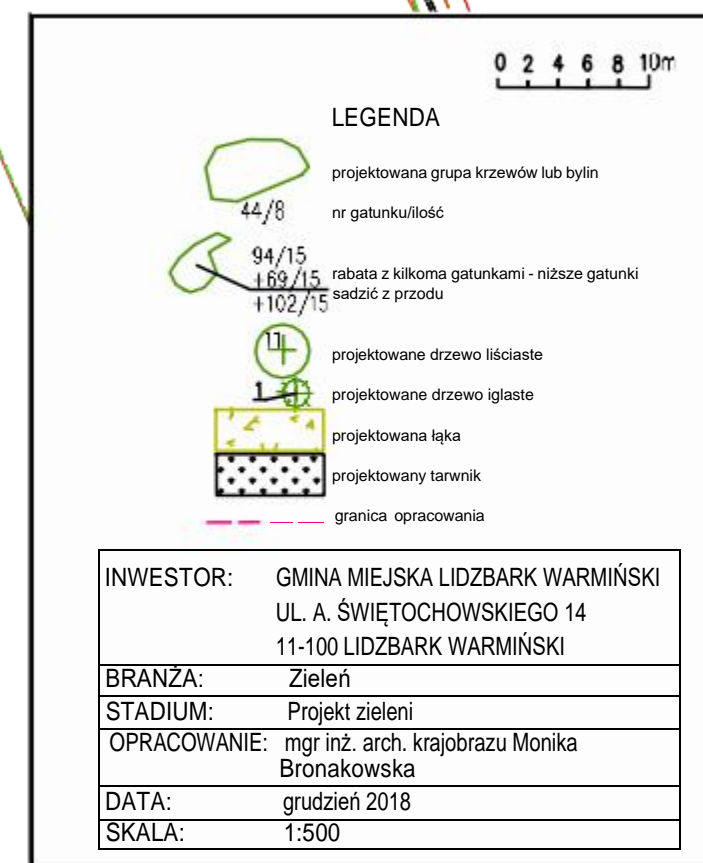 0 2 4 6 8 10m
LEGENDA
projektowana grupa krzewów lub bylin
44/8 nr gatunku/ilość
94/15
+69/15
+102/15
rabata z kilkoma gatunkami - niższe gatunki
sadzić z przodu
11 projektowane drzewo liściaste
1 projektowane drzewo iglaste
projektowana łąka
projektowany tarwnik
granica opracowania
INWESTOR: GMINA MIEJSKA LIDZBARK WARMIŃSKI
UL. A. ŚWIĘTOCHOWSKIEGO 14
11-100 LIDZBARK WARMIŃSKI
BRANŻA: Zieleń
STADIUM: Projekt zieleni
OPRACOWANIE: mgr inż. arch. krajobrazu Monika
Bronakowska
DATA: grudzień 2018
SKALA: 1:500